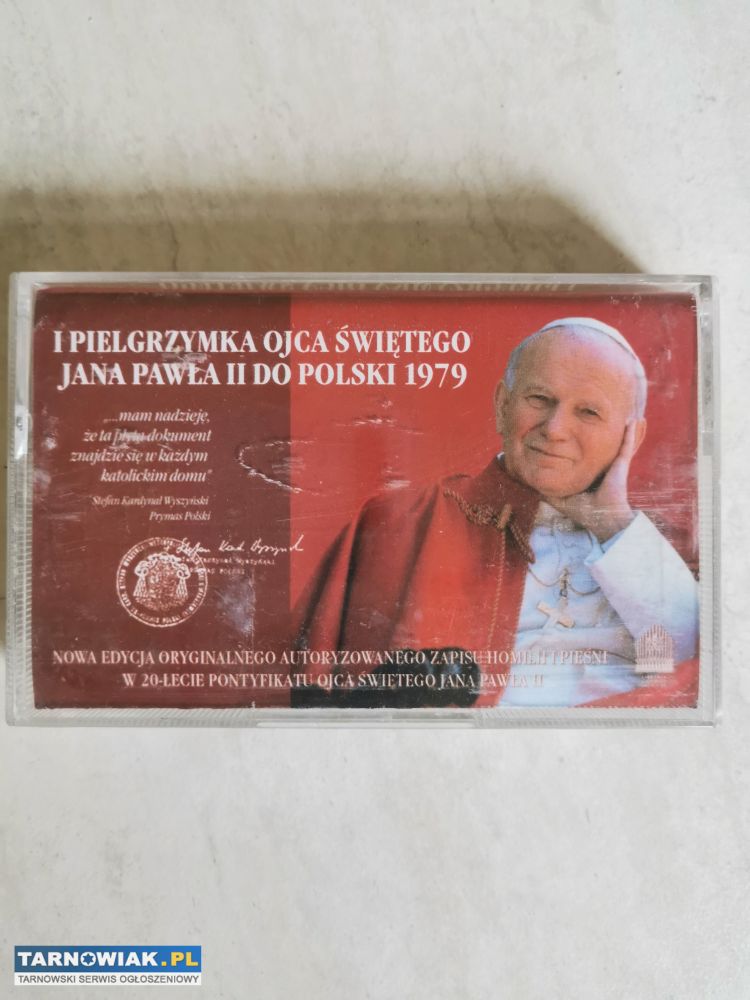 I PIELGRZYMKA OJCA ŚWIĘTEGO
JANA PAWŁA II DO POLSKI 1979
„...mam nadzieję,
że ta płyta dokument
znajdzie się w każdym
katolickim domu"
Stefan Kardynał Wyszyński
Prymas Polski
NOWA EDYCJA ORYGINALNEGO AUTORYZOWANEGO ZAPISU HOMILII I PIEŚNI
W 20-LECIE PONTYFIKATU OJCA ŚWIĘTEGO JANA PAWŁA II
TARNOWIAK.PL
TARNOWSKI SERWIS OGŁOSZENIOWY